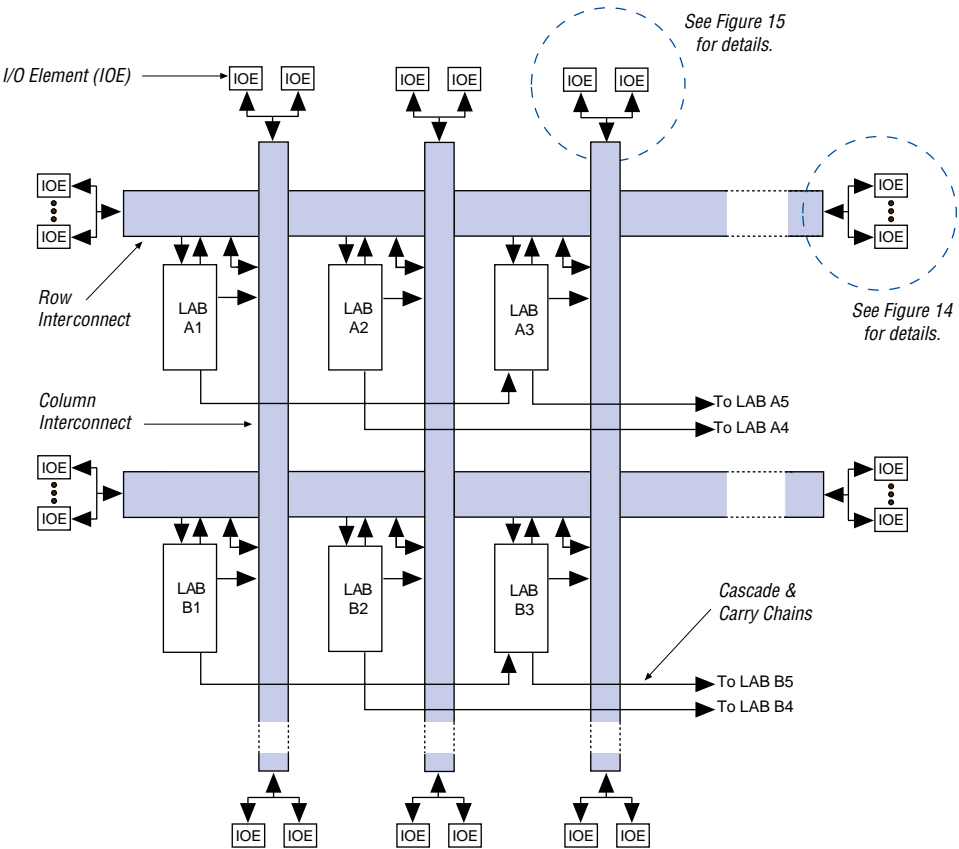 See Figure 15
for details.
I/O Element (IOE)
IOE IOE IOE IOE IOE IOE
IOE
IOE
IOE
IOE
Row
Interconnect
LAB
A1
LAB
A2
LAB
A3
See Figure 14
for details.
Column
Interconnect
To LAB A5
To LAB A4
IOE
IOE
IOE
IOE
LAB
B1
LAB
B2
LAB
B3
Cascade &
Carry Chains
To LAB B5
To LAB B4
IOE IOE IOE IOE IOE IOE